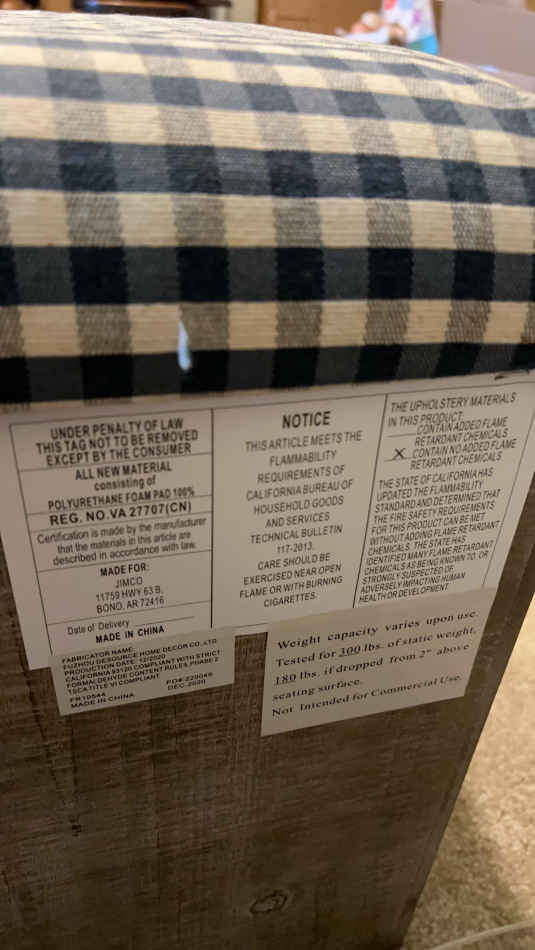 UNDER PENALTY OF LAW
THIS TAG NOT TO BE REMOVED
EXCEPT BY THE CONSUMER
ALL NEW MATERIAL
consisting of
POLYURETHANE FOAM PAD 100%
REG. NO.VA 27707(CN)
Certification is made by the manufacturer
that the materials in this article are
described in accordance with law.
MADE FOR:
JIMCO
11759 HWY 63 B,
BONO, AR 72416
Date of Delivery
MADE IN CHINA
NOTICE
THIS ARTICLE MEETS THE
FLAMMABILITY
REQUIREMENTS OF
CALIFORNIA BUREAU OF
HOUSEHOLD GOODS
AND SERVICES
TECHNICAL BULLETIN
117-2013.
CARE SHOULD BE
EXERCISED NEAR OPEN
FLAME OR WITH BURNING
CIGARETTES.
THE UPHOLSTERY MATERIALS
IN THIS PRODUCT:
CONTAIN ADDED FLAME
RETARDANT CHEMICALS
X CONTAIN NO ADDED FLAME
RETARDANT CHEMICALS
THE STATE OF CALIFORNIA HAS
UPDATED THE FLAMMABILITY
STANDARD AND DETERMINED THAT
THE FIRE SAFETY REQUIREMENTS
FOR THIS PRODUCT CAN BE MET
WITHOUT ADDING FLAME RETARDANT
CHEMICALS. THE STATE HAS
IDENTIFIED MANY FLAME RETARDANT
CHEMICALS AS BEING KNOWN TO, OR
STRONGLY SUSPECTED OF,
ADVERSELY IMPACTING HUMAN
HEALTH OR DEVELOPMENT.
FABRICATOR NAME:
FUZHOU DESOURCE HOME DECOR CO., LTD
PRODUCTION DATE: 12/2020
CALIFORNIA 93120 COMPLIANT WITH STRICT
FORMALDEHYDE CONTENT RULES, PHASE 2
TSCA TITLE VI COMPLIANT
PO#:220049
FR10544 DEC.2020
MADE IN CHINA
Weight capacity varies upon use.
Tested for 300 lbs. of static weight,
180 lbs. if dropped from 2" above
seating surface.
Not Intended for Commercial Use.